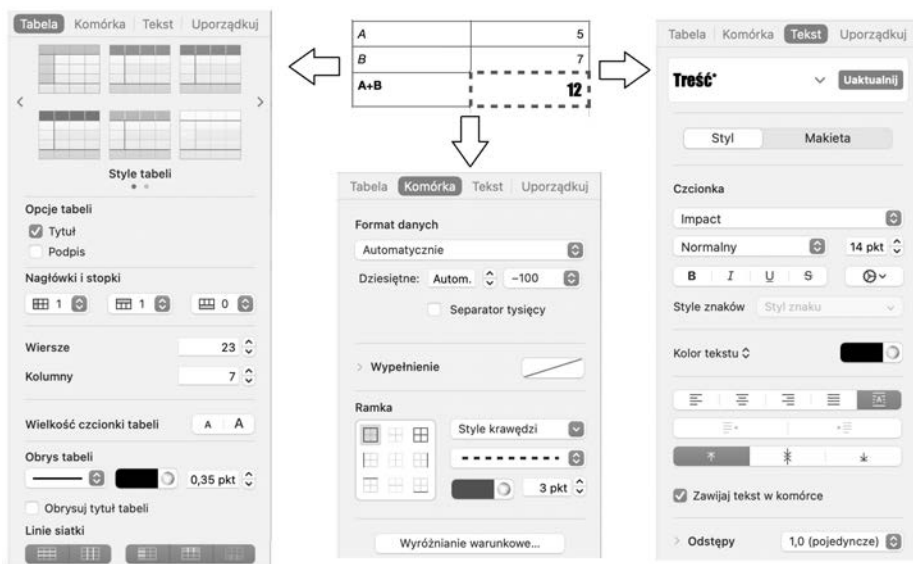 Tabela Komórka Tekst Uporządkuj
Style tabeli
Opcje tabeli
Tytuł
Podpis
Nagłówki i stopki
1 1 0
Wiersze 23
Kolumny 7
Wielkość czcionki tabeli A A
Obrys tabeli
0,35 pkt
Obrysuj tytuł tabeli
Linie siatki
A 5
B 7
A+B 12
Tabela Komórka Tekst Uporządkuj
Format danych
Automatycznie
Dziesiętne: Autom. −100
Separator tysięcy
Wypełnienie
Ramka
Style krawędzi
3 pkt
Wyróżnianie warunkowe...
Tabela Komórka Tekst Uporządkuj
Treść* Uaktualnij
Styl Makieta
Czcionka
Impact
Normalny 14 pkt
B I U S
Style znaków Styl znaku
Kolor tekstu
Zawijaj tekst w komórce
Odstępy 1,0 (pojedyncze)